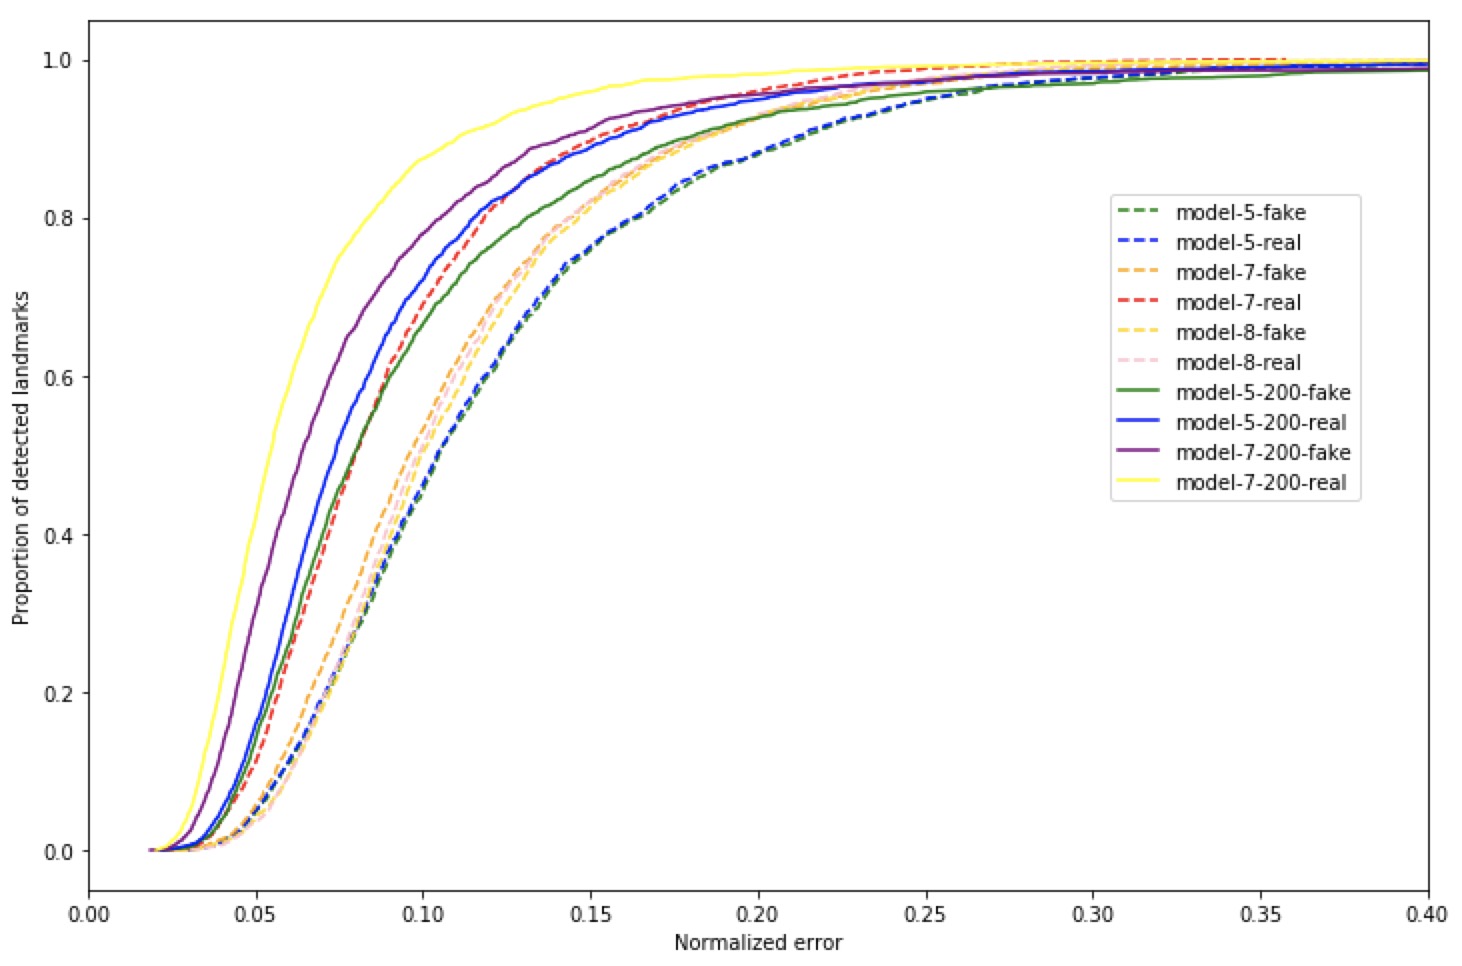 Proportion of detected landmarks
1.0
0.8
0.6
0.4
0.2
0.0
model-5-fake
model-5-real
model-7-fake
model-7-real
model-8-fake
model-8-real
model-5-200-fake
model-5-200-real
model-7-200-fake
model-7-200-real
0.00 0.05 0.10 0.15 0.20 0.25 0.30 0.35 0.40
Normalized error